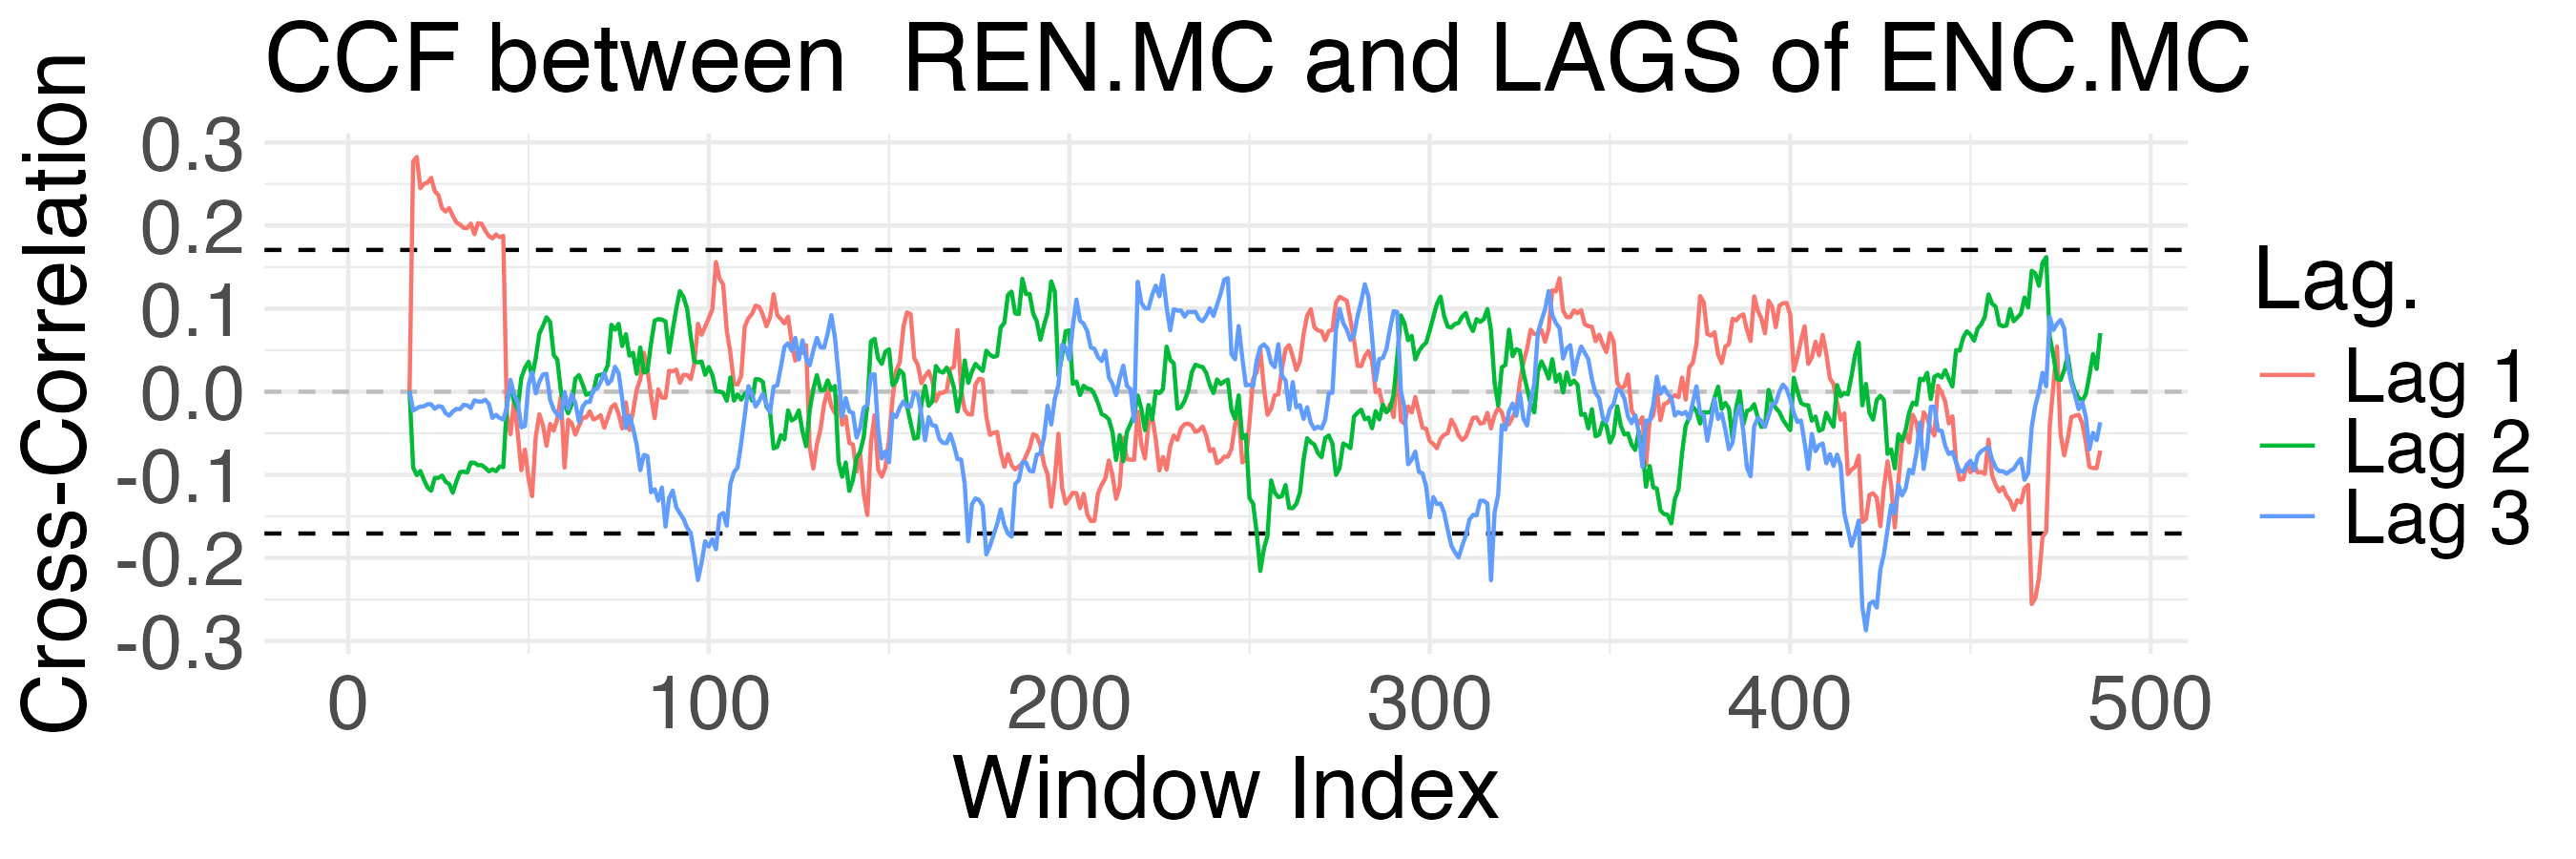 CCF between  REN.MC and LAGS of ENC.MC
Cross-Correlation
0.3
0.2
0.1
0.0
-0.1
-0.2
-0.3
0 100 200 300 400 500
Window Index
Lag.
Lag 1
Lag 2
Lag 3